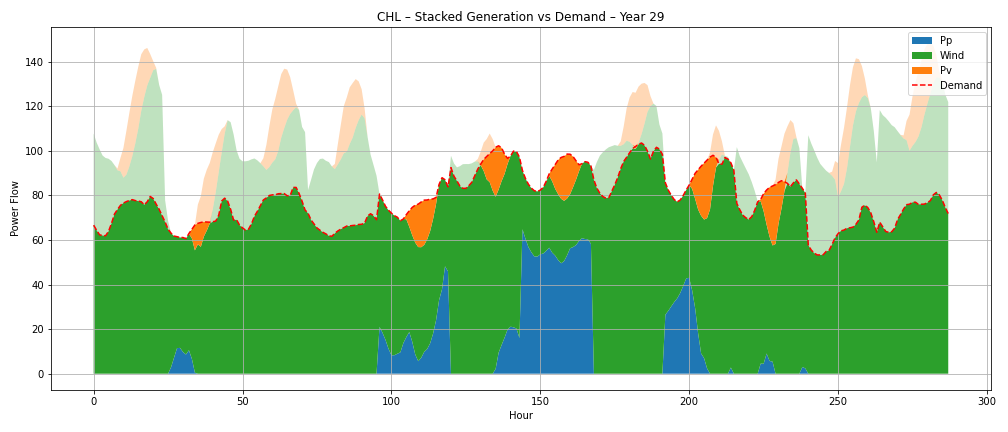 CHL – Stacked Generation vs Demand – Year 29
Pp
Wind
Pv
Demand
Power Flow
140
120
100
80
60
40
20
0
0
50
100
150
200
250
300
Hour